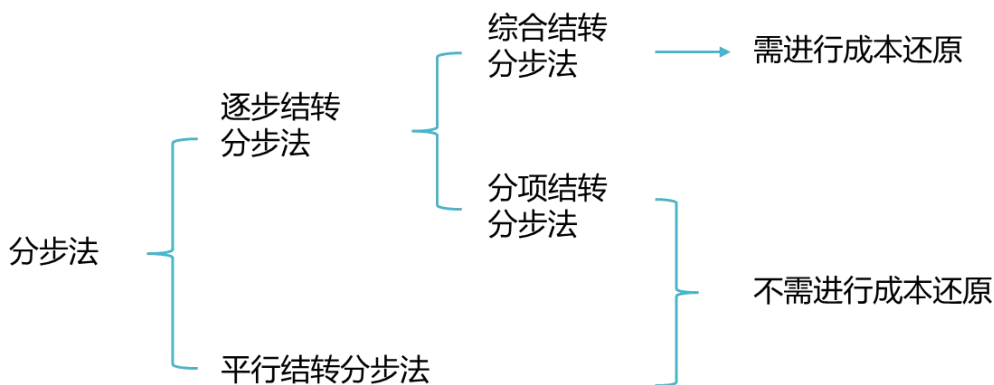 综合结转
分步法
需进行成本还原
逐步结转
分步法
分项结转
分步法
分步法
不需进行成本还原
平行结转分步法